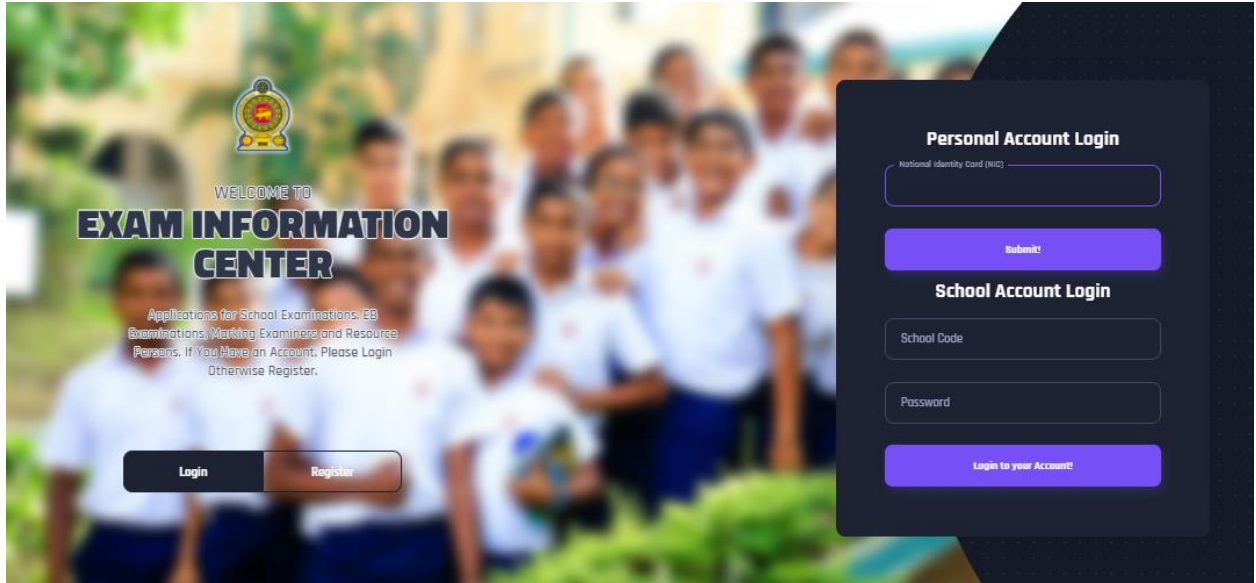 WELCOME TO
EXAM INFORMATION
CENTER
Applications for School Examinations, EB
Examinations, Marking Examiners and Resource
Persons. If You Have an Account, Please Login
Otherwise Register.
Login
Register
Personal Account Login
National Identity Card (NIC)
Submit!
School Account Login
School Code
Password
Login to your Account!